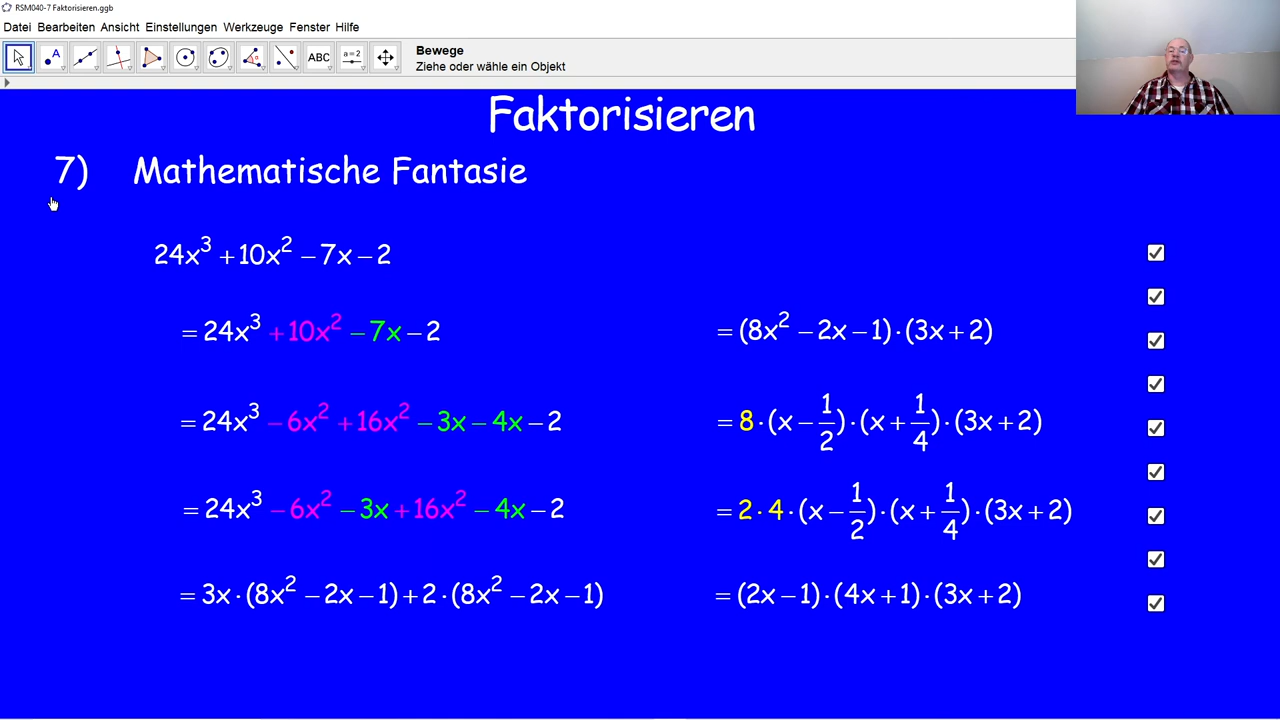 RSM040-7 Faktorisieren.ggb
Datei Bearbeiten Ansicht Einstellungen Werkzeuge Fenster Hilfe
A
ABC
a=2
Bewege
Ziehe oder wähle ein Objekt
Faktorisieren
7) Mathematische Fantasie
24x³ + 10x² − 7x − 2
= 24x³ + 10x² − 7x − 2
= 24x³ − 6x² + 16x² − 3x − 4x − 2
= 24x³ − 6x² − 3x + 16x² − 4x − 2
= 3x · (8x² − 2x − 1) + 2 · (8x² − 2x − 1)
= (8x² − 2x − 1) · (3x + 2)
= 8 · (x − 1/2) · (x + 1/4) · (3x + 2)
= 2 · 4 · (x − 1/2) · (x + 1/4) · (3x + 2)
= (2x − 1) · (4x + 1) · (3x + 2)